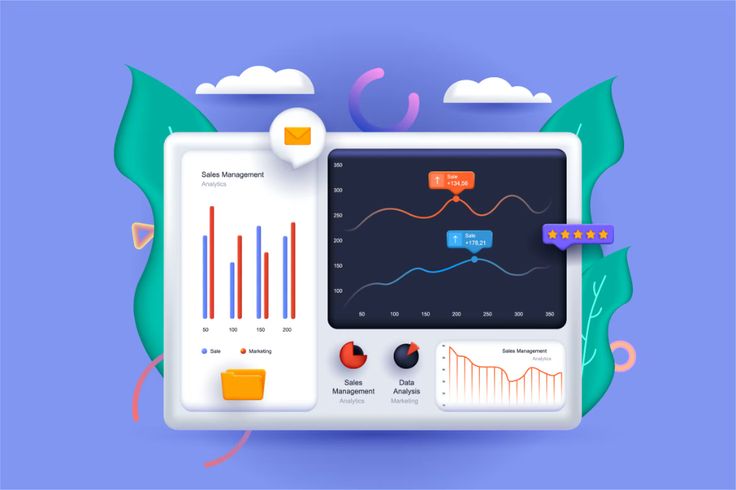 Sales Management
Analytics
50 100 150 200
Sale Marketing
350
300
250
200
150
100
50 100 150 200 250 300 350
Sale
+134,56
Sale
+178,21
Sales
Management
Analytics
Data
Analysis
Marketing
Sales Management
Analytics